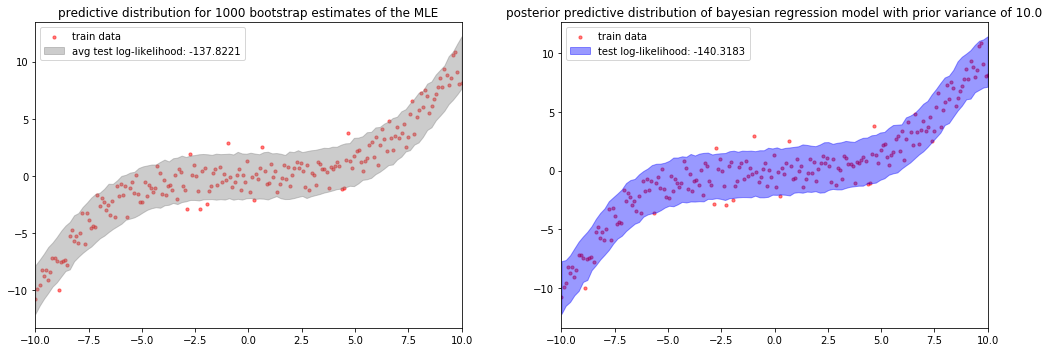 predictive distribution for 1000 bootstrap estimates of the MLE
train data
avg test log-likelihood: -137.8221
10
5
0
−5
−10
−10.0 −7.5 −5.0 −2.5 0.0 2.5 5.0 7.5 10.0
posterior predictive distribution of bayesian regression model with prior variance of 10.0
train data
test log-likelihood: -140.3183
10
5
0
−5
−10
−10.0 −7.5 −5.0 −2.5 0.0 2.5 5.0 7.5 10.0